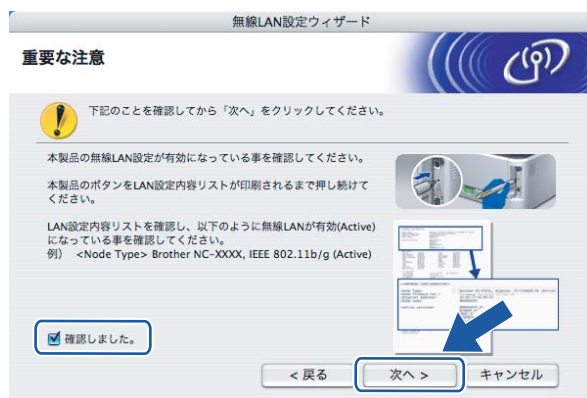 無線LAN設定ウィザード
重要な注意
下記のことを確認してから「次へ」をクリックしてください。
本製品の無線LAN設定が有効になっている事を確認してください。
本製品のボタンをLAN設定内容リストが印刷されるまで押し続けて
ください。
LAN設定内容リストを確認し、以下のように無線LANが有効(Active)
になっている事を確認してください。
例） <Node Type> Brother NC-XXXX, IEEE 802.11b/g (Active)
確認しました。
< 戻る
次へ >
キャンセル